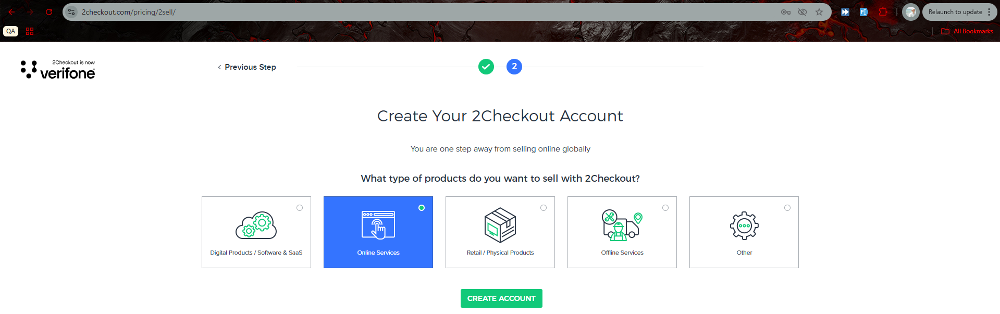 2checkout.com/pricing/2sell/
Relaunch to update
QA
All Bookmarks
2Checkout is now
verifone
Previous Step
2
Create Your 2Checkout Account
You are one step away from selling online globally
What type of products do you want to sell with 2Checkout?
Digital Products / Software & SaaS
Online Services
Retail / Physical Products
Offline Services
Other
CREATE ACCOUNT